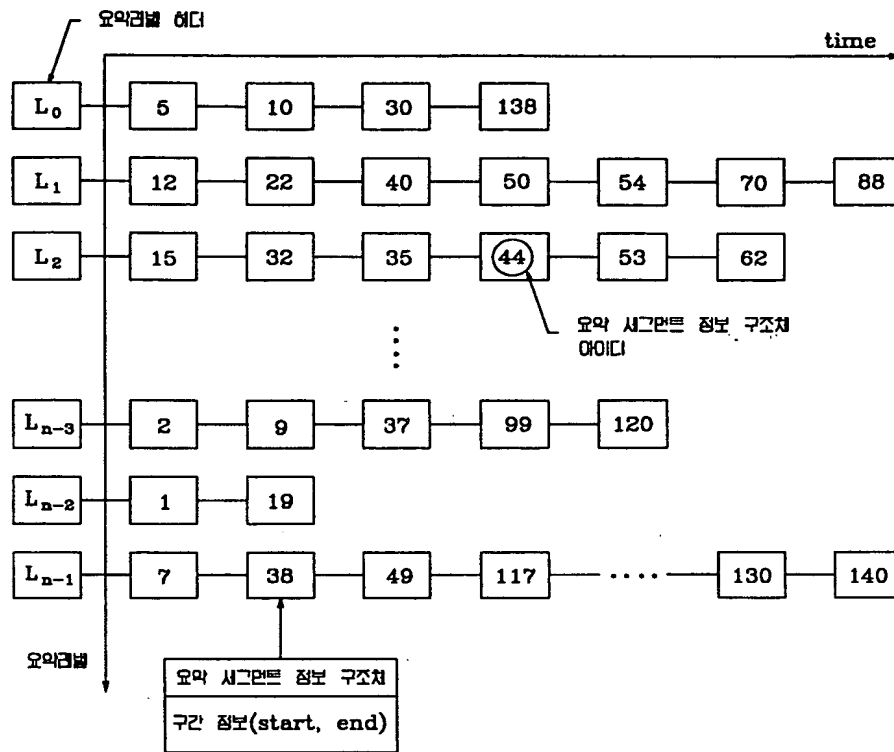 요약레벨 헤더
time
L0 5 10 30 138
L1 12 22 40 50 54 70 88
L2 15 32 35 44 53 62
요약 세그먼트 정보 구조체
아이디
Ln-3 2 9 37 99 120
Ln-2 1 19
Ln-1 7 38 49 117 ····· 130 140
요약레벨
요약 세그먼트 정보 구조체
구간 정보(start, end)